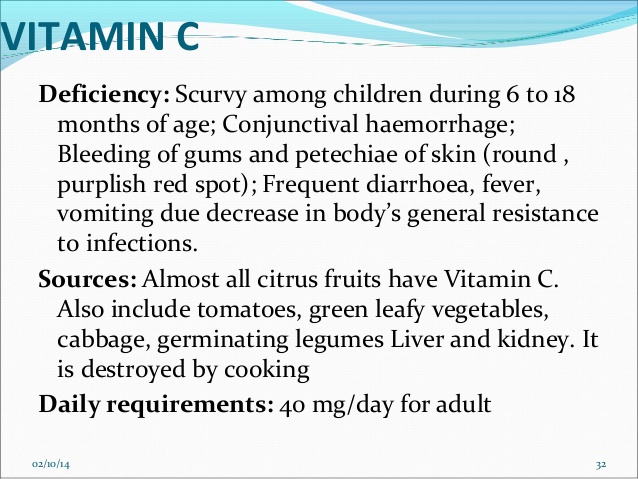 VITAMIN C
Deficiency: Scurvy among children during 6 to 18
months of age; Conjunctival haemorrhage;
Bleeding of gums and petechiae of skin (round ,
purplish red spot); Frequent diarrhoea, fever,
vomiting due decrease in body's general resistance
to infections.
Sources: Almost all citrus fruits have Vitamin C.
Also include tomatoes, green leafy vegetables,
cabbage, germinating legumes Liver and kidney. It
is destroyed by cooking
Daily requirements: 40 mg/day for adult
02/10/14
32